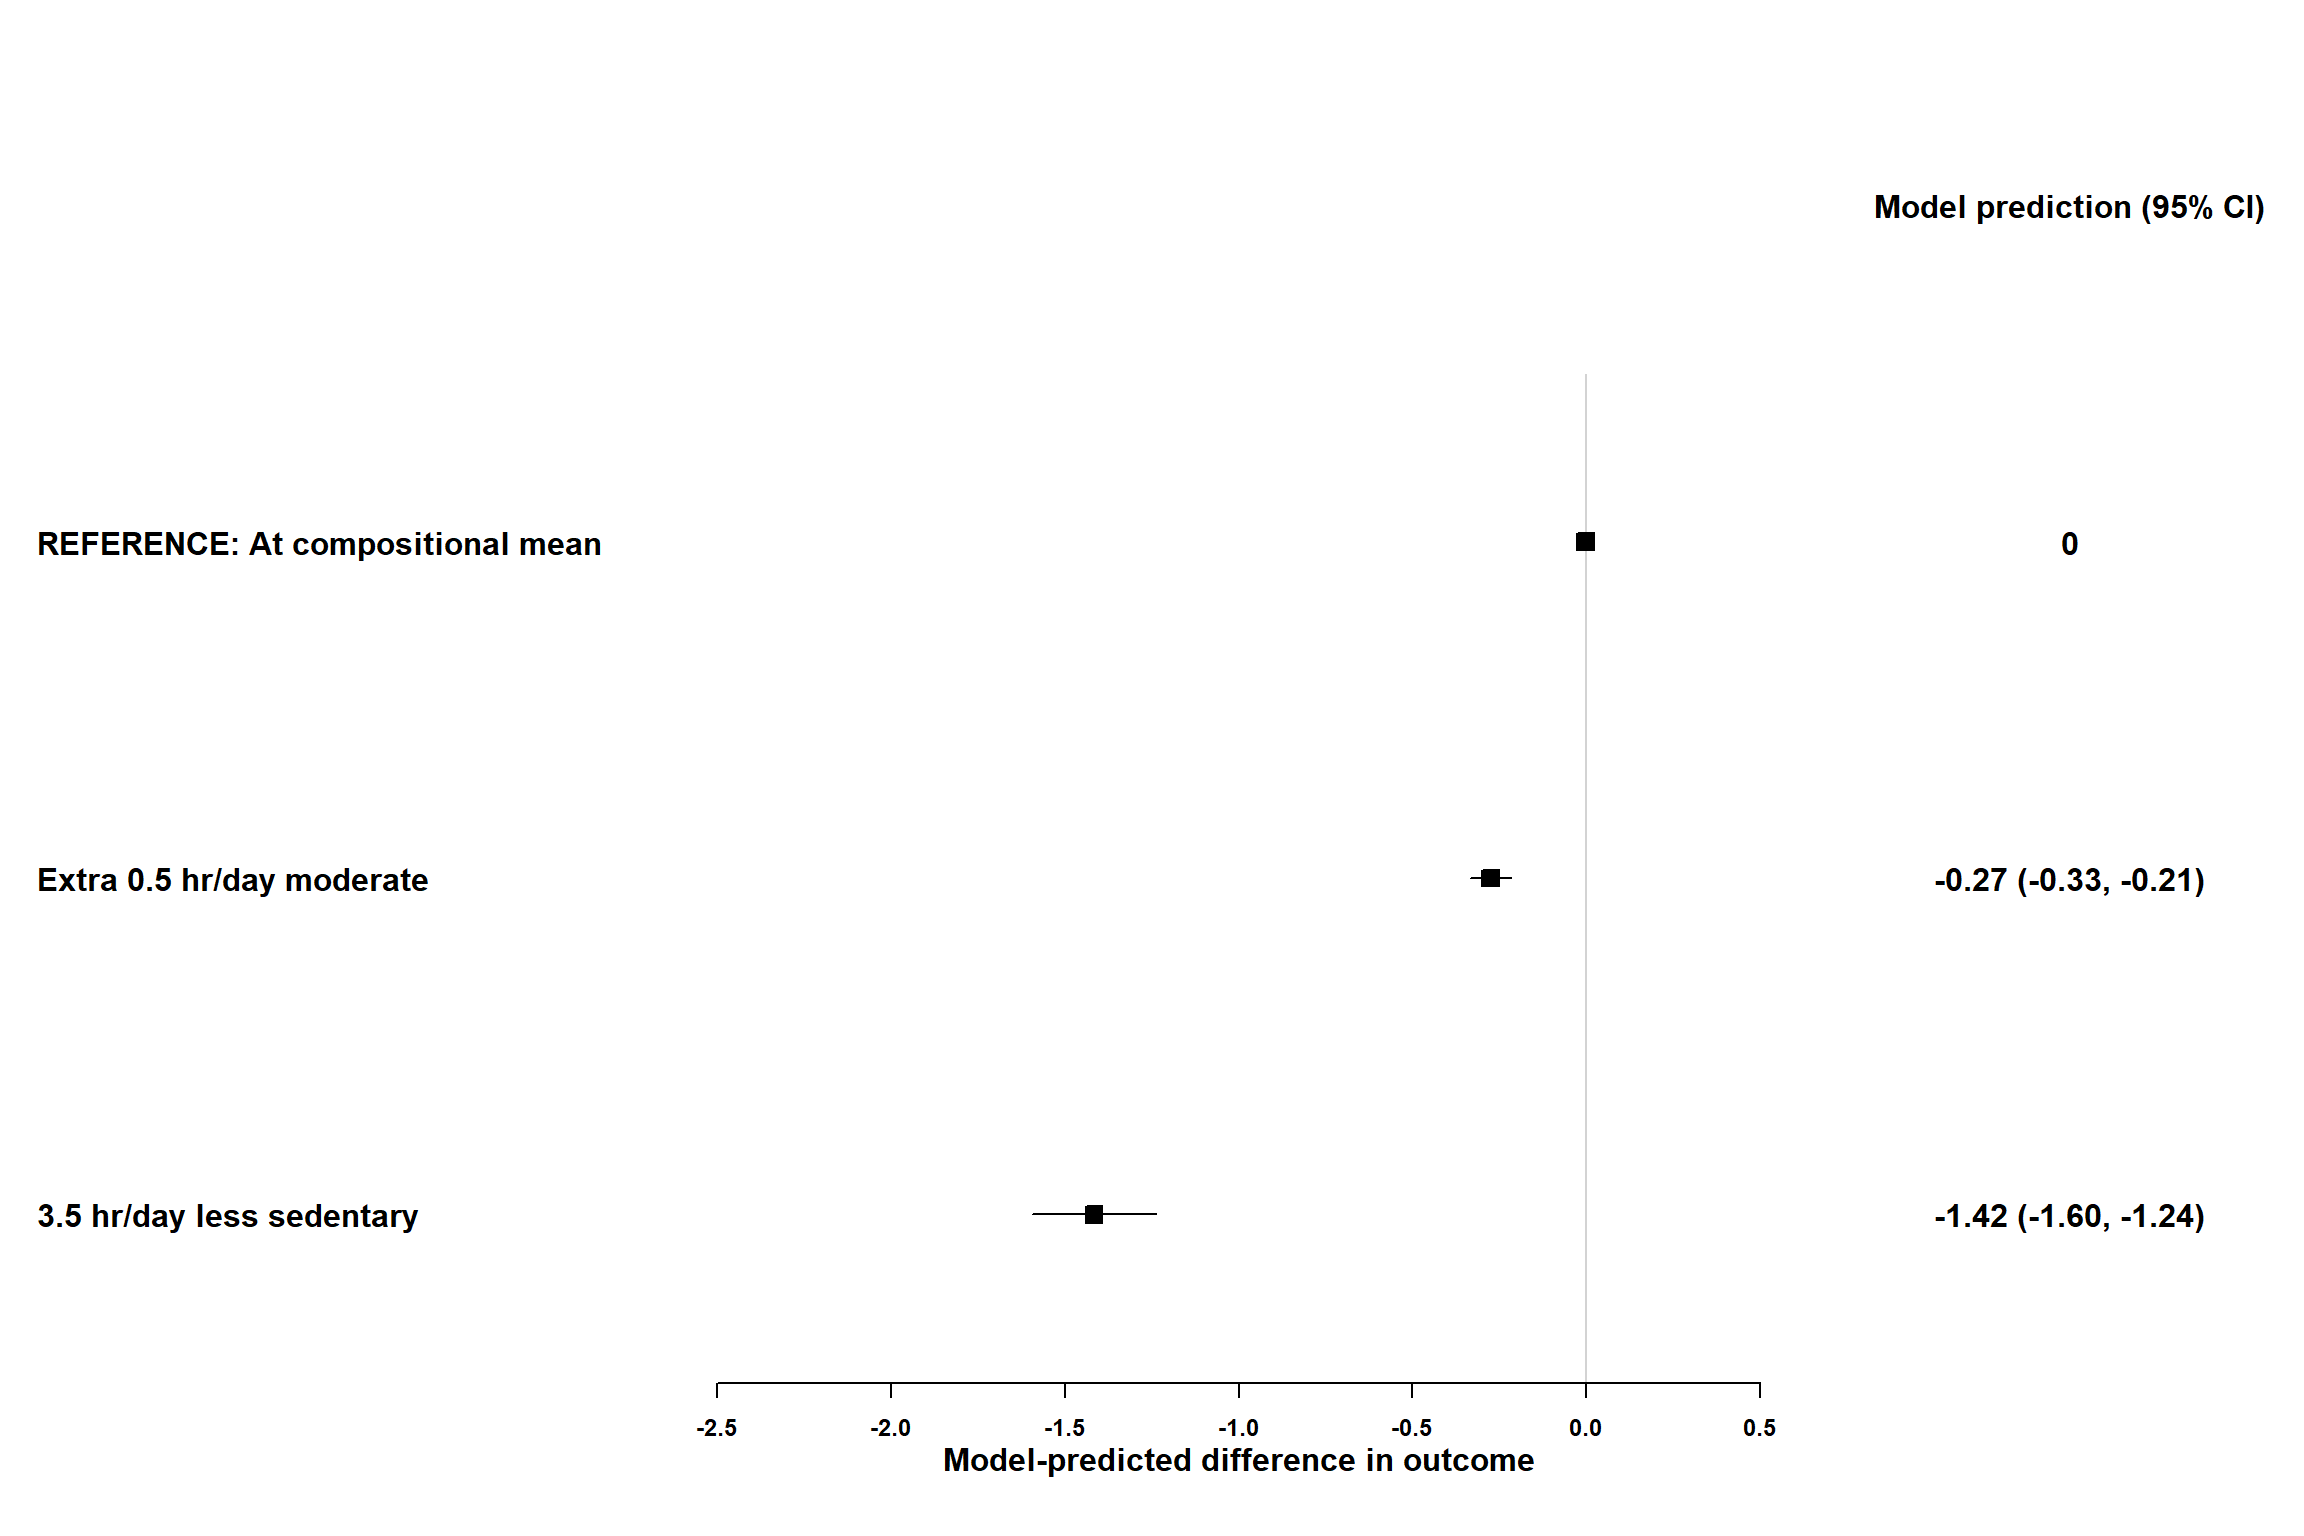 Model prediction (95% CI)
REFERENCE: At compositional mean 0
Extra 0.5 hr/day moderate -0.27 (-0.33, -0.21)
3.5 hr/day less sedentary -1.42 (-1.60, -1.24)
-2.5 -2.0 -1.5 -1.0 -0.5 0.0 0.5
Model-predicted difference in outcome